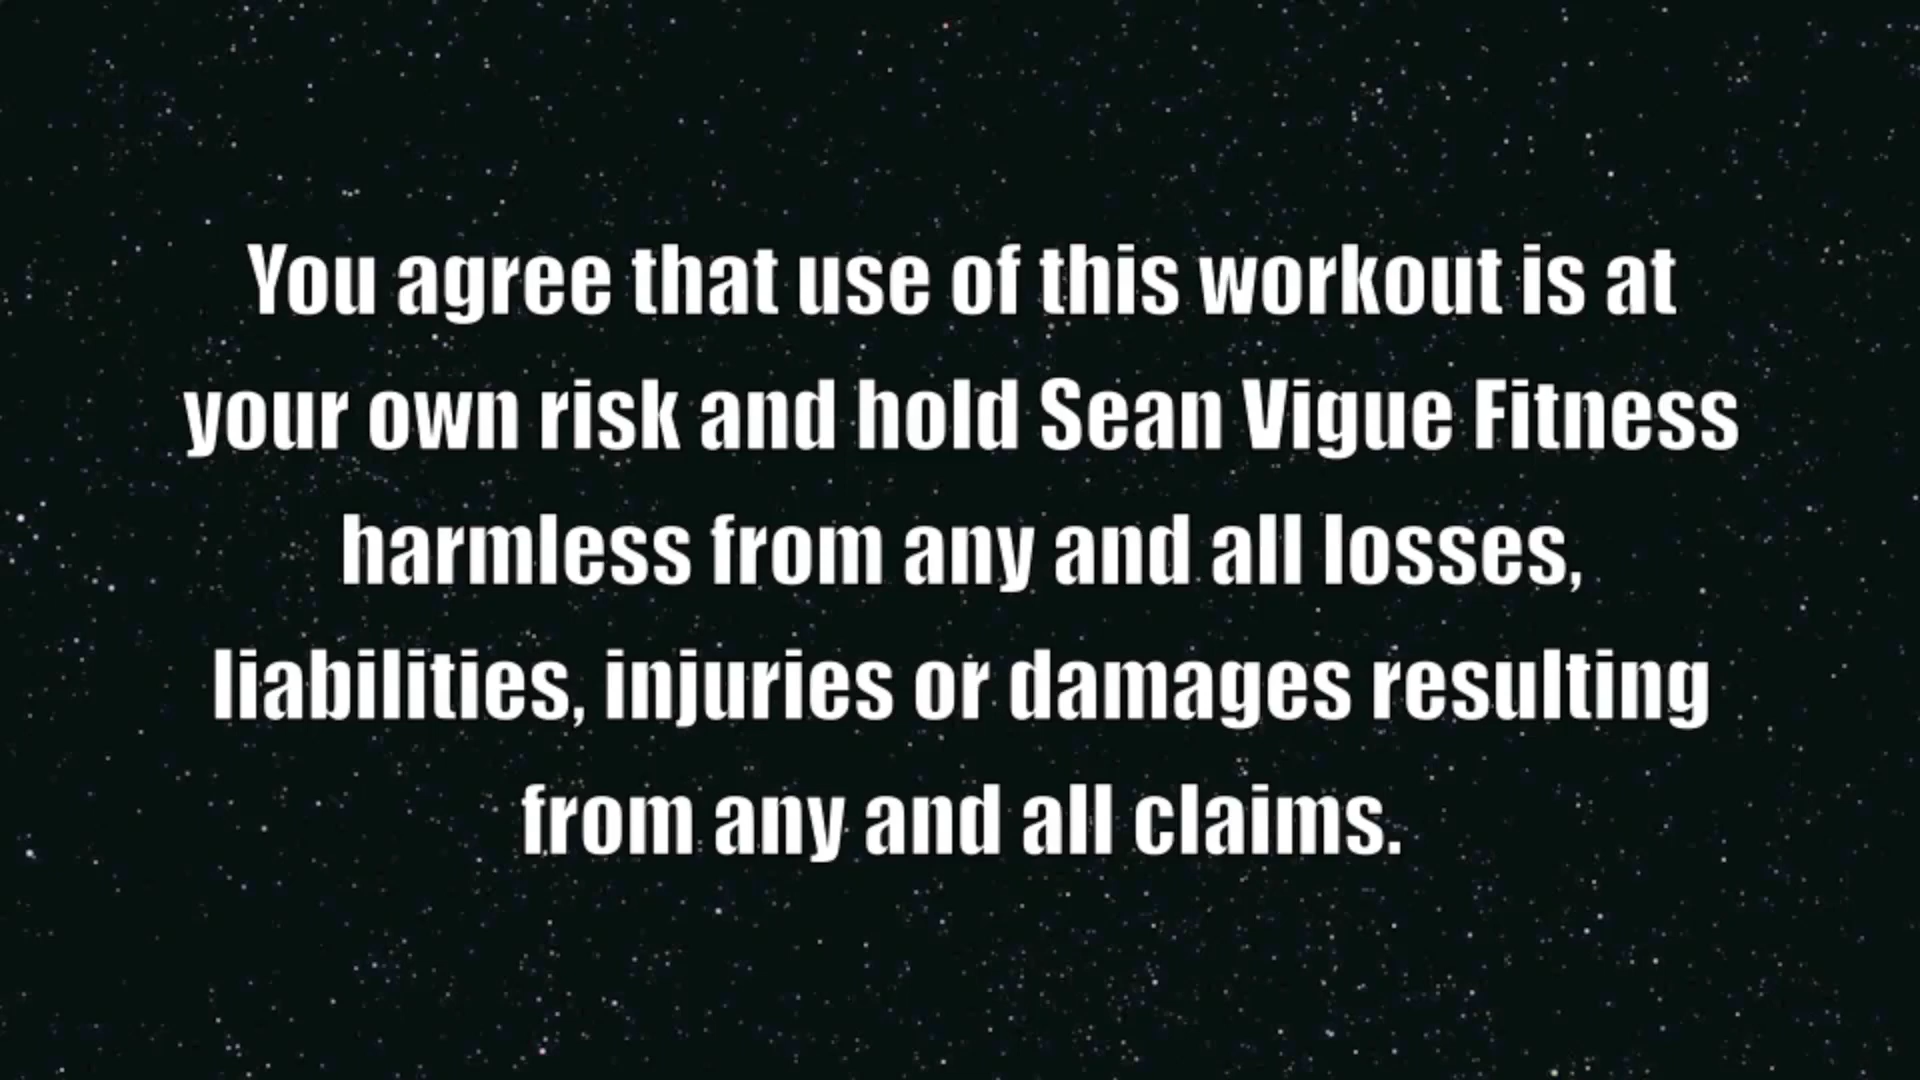 You agree that use of this workout is at
your own risk and hold Sean Vigue Fitness
harmless from any and all losses,
liabilities, injuries or damages resulting
from any and all claims.